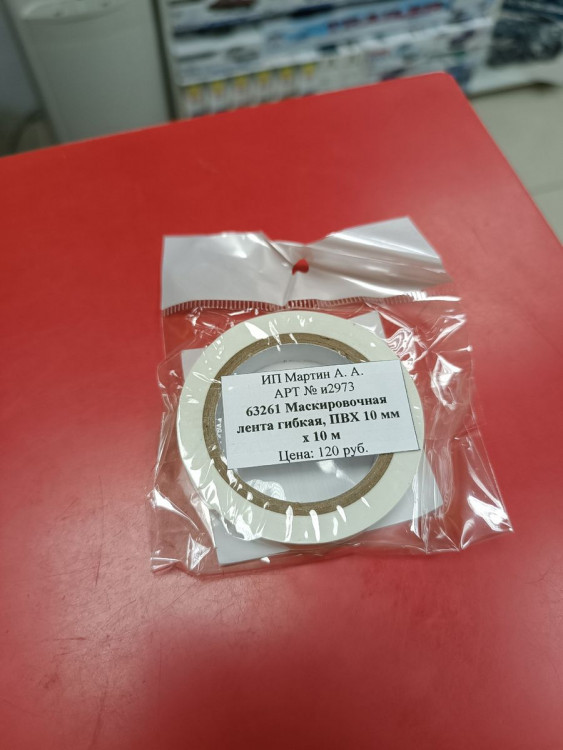 ИП Мартин А. А.
АРТ № и2973
63261 Маскировочная
лента гибкая, ПВХ 10 мм
х 10 м
Цена: 120 руб.